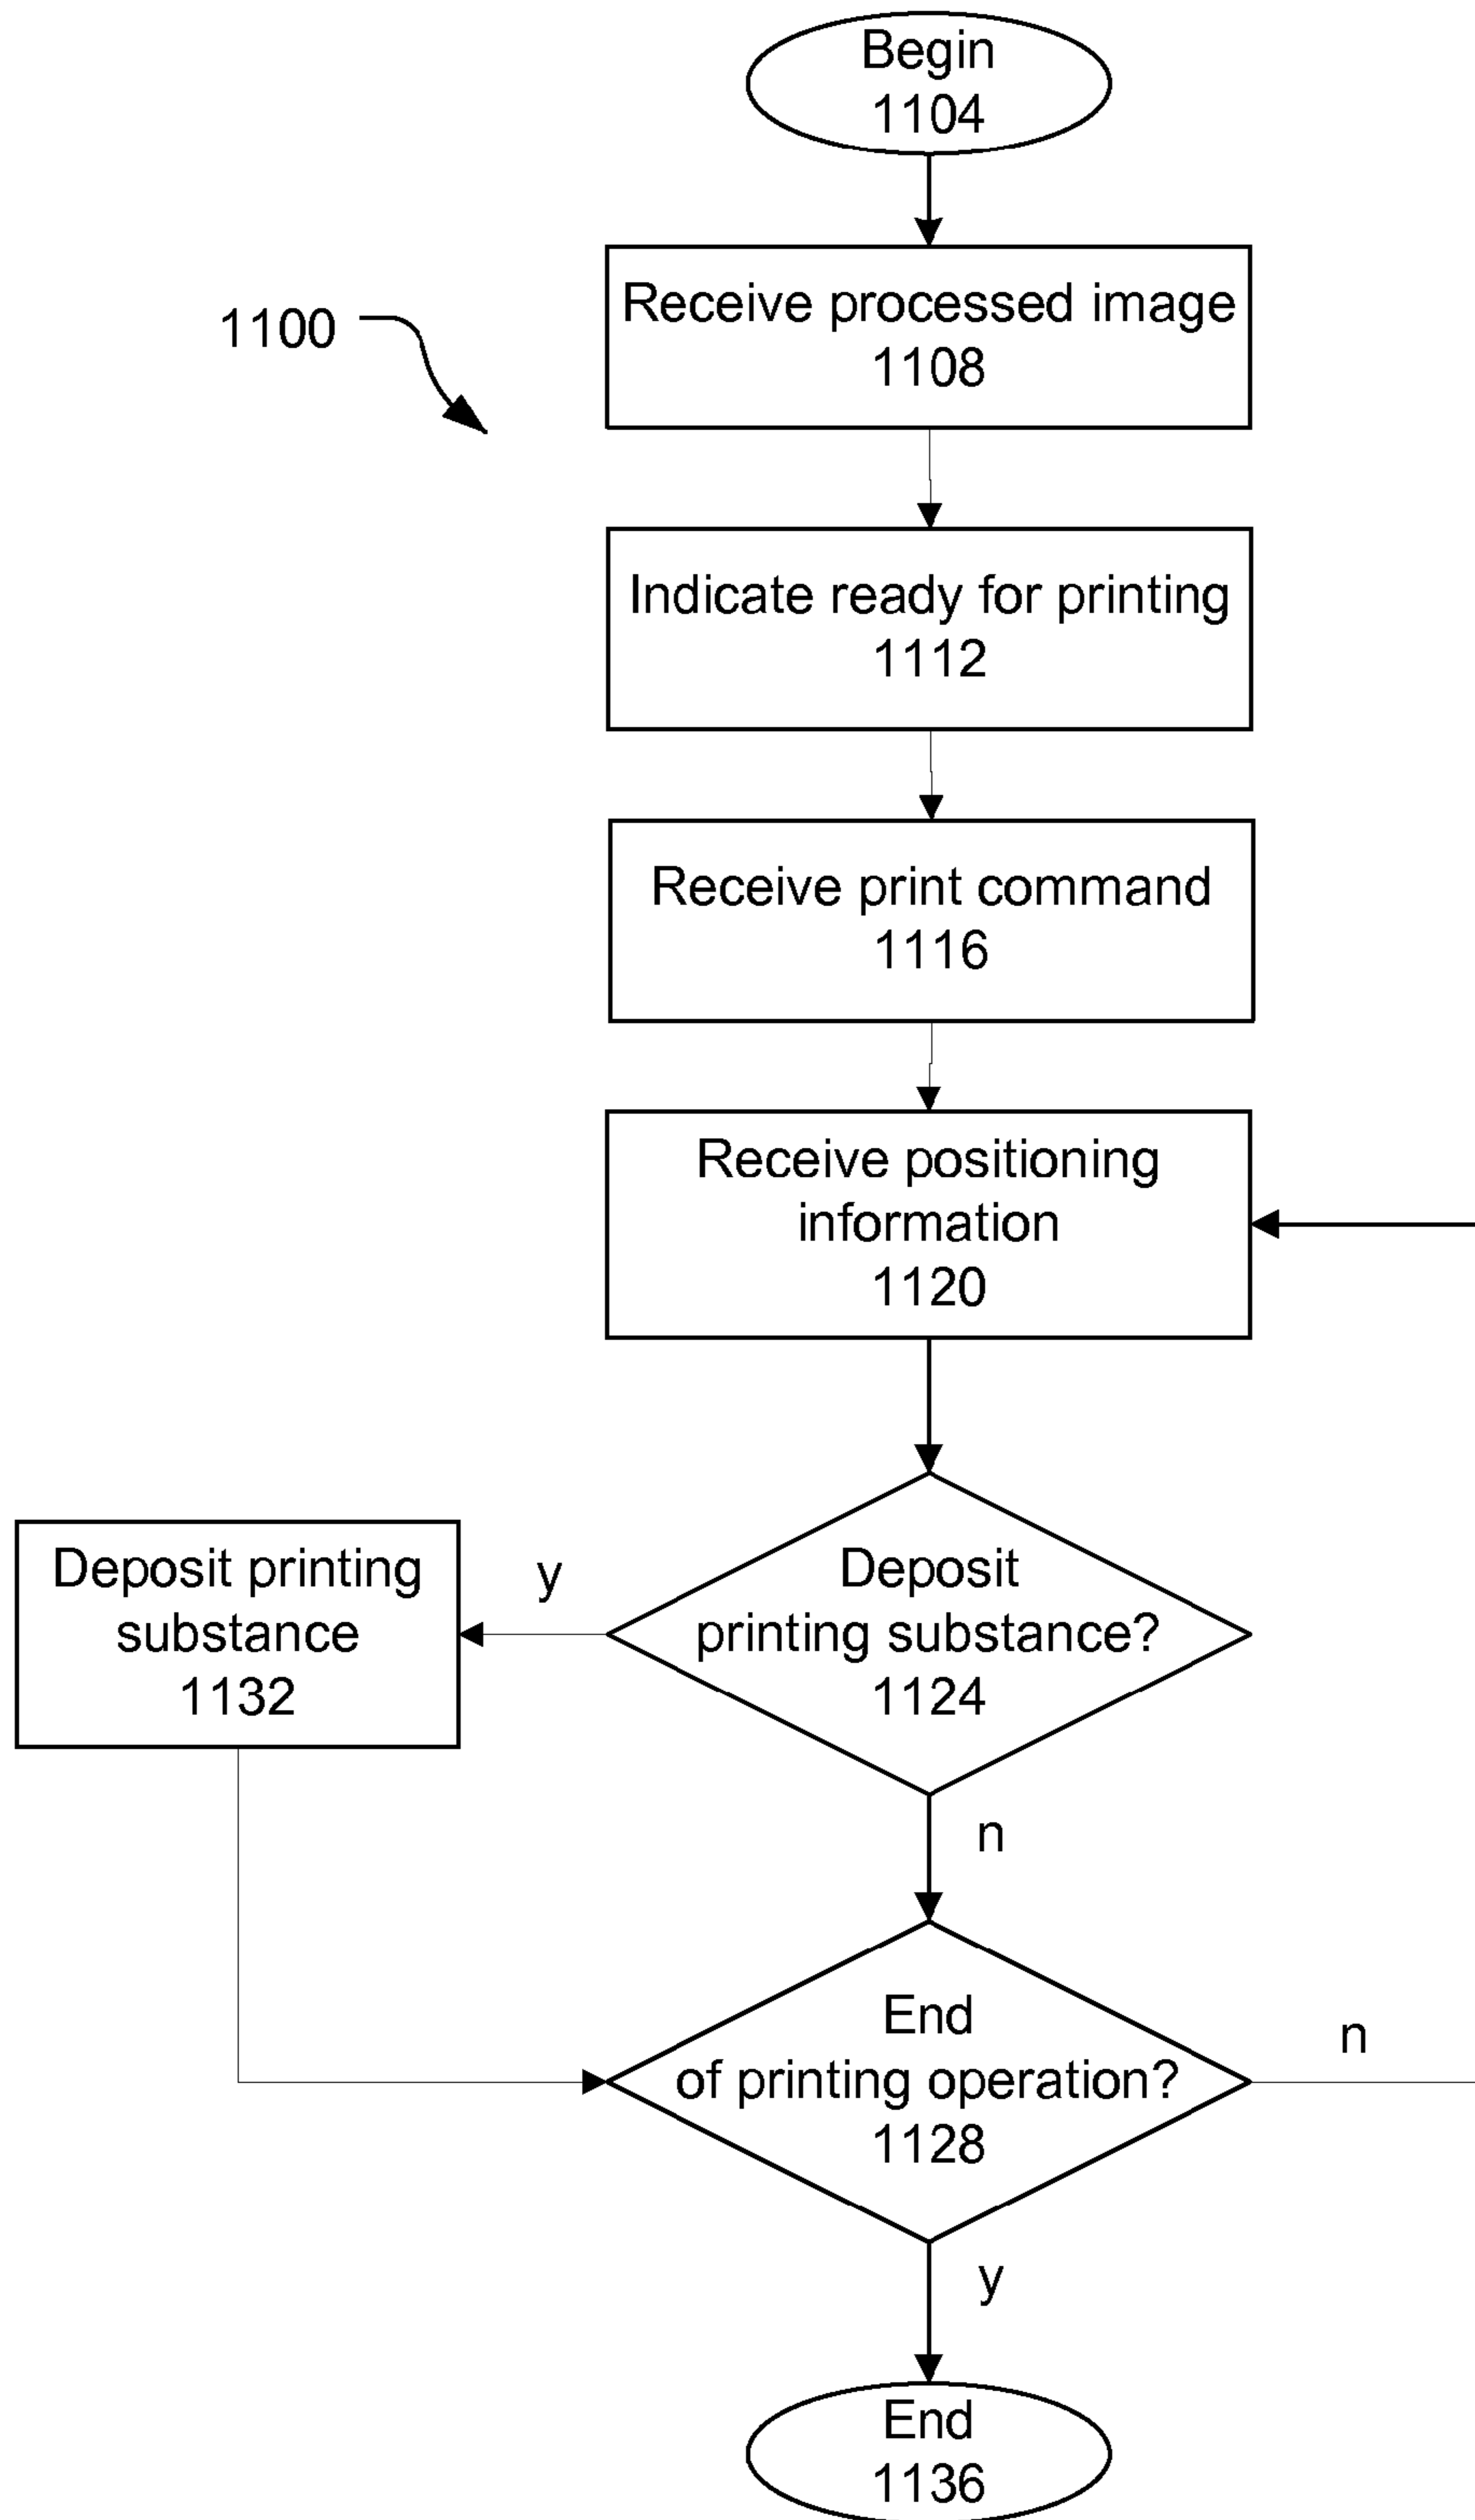 Begin
1104
1100
Receive processed image
1108
Indicate ready for printing
1112
Receive print command
1116
Receive positioning
information
1120
Deposit printing
substance
1132
y
Deposit
printing substance?
1124
n
End
of printing operation?
1128
n
y
End
1136